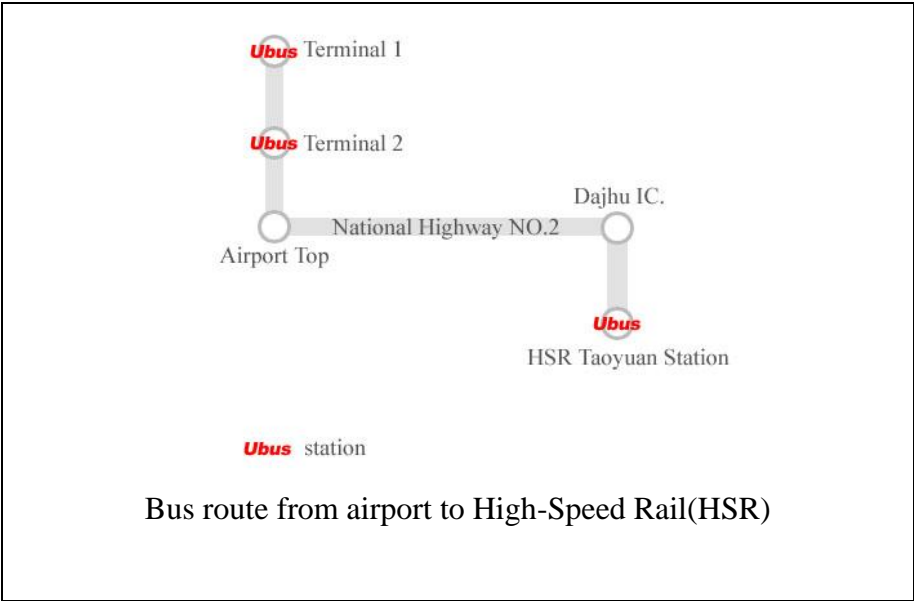 Ubus Terminal 1
Ubus Terminal 2
Dajhu IC.
National Highway NO.2
Airport Top
Ubus
HSR Taoyuan Station
Ubus station
Bus route from airport to High-Speed Rail(HSR)